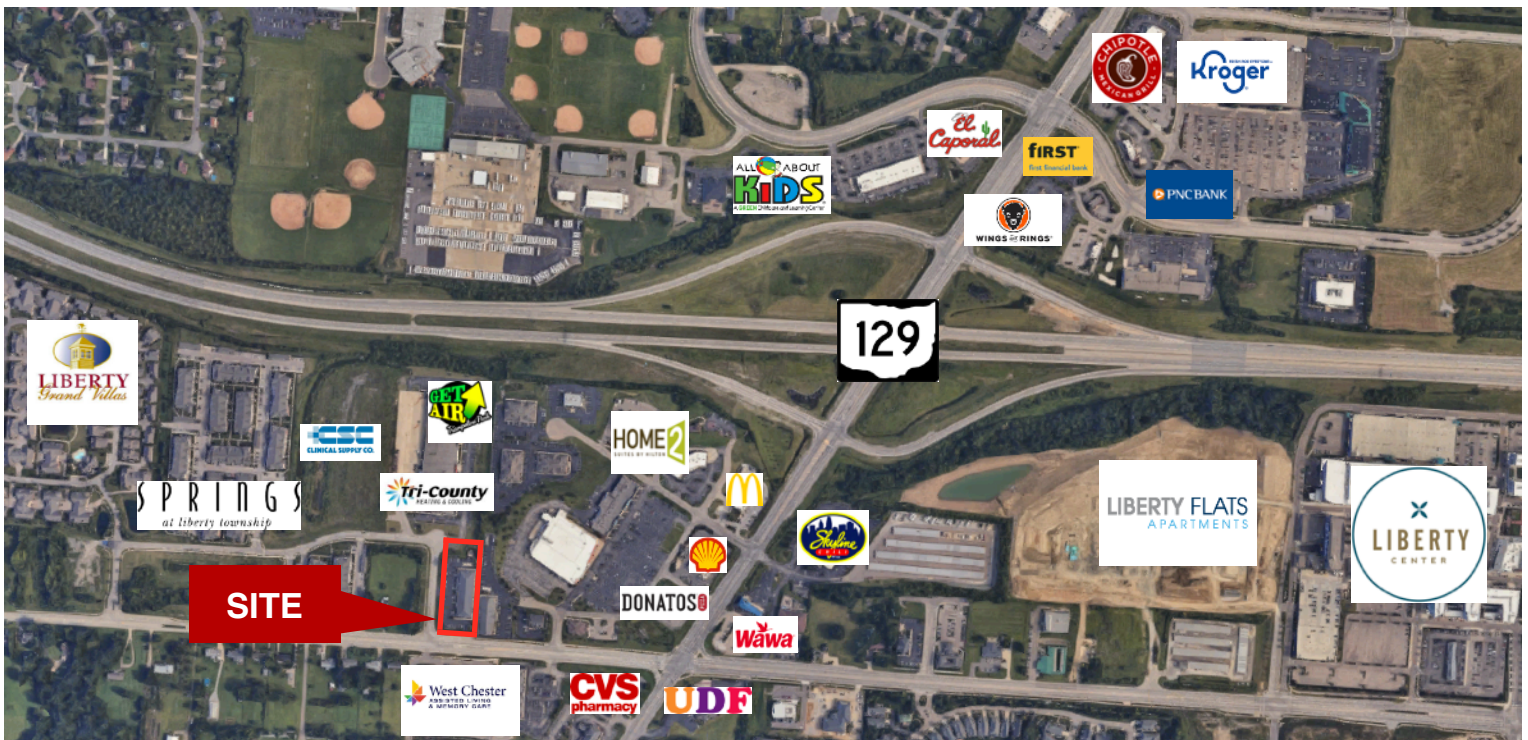 CHIPOTLE
MEXICAN GRILL
Kroger
El
Caporal
fiRST
first financial bank
ALL ABOUT
KiDS
PNC BANK
WINGS and RINGS
129
LIBERTY
Grand Villas
GET
AIR
CSC
CLINICAL SUPPLY CO.
HOME2
SUITES BY HILTON
Tri-County
HEATING & COOLING
SPRINGS
at liberty township
LIBERTY FLATS
APARTMENTS
LIBERTY
CENTER
Skyline
CHILI
SITE
DONATOS
Wawa
West Chester
ASSISTED LIVING
& MEMORY CARE
CVS
pharmacy
UDF